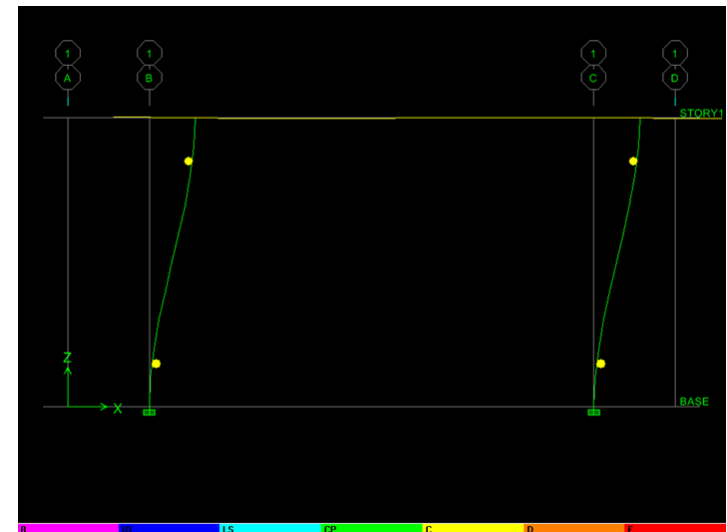 1 1 1 1
A B C D
STORY1
Z
X
BASE
B IO LS CP C D E